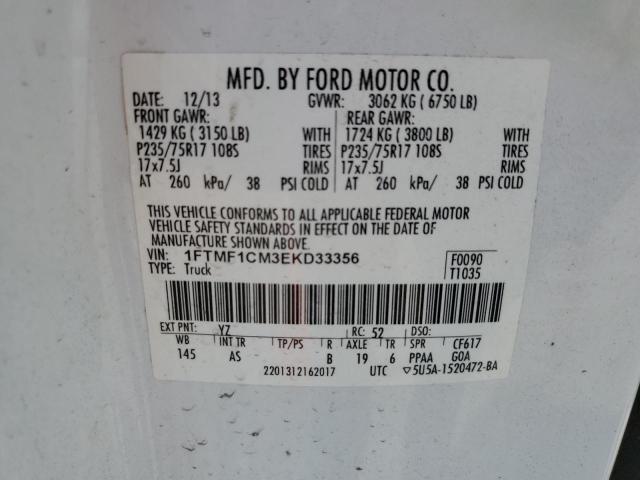 MFD. BY FORD MOTOR CO.
DATE: 12/13 GVWR: 3062 KG ( 6750 LB)
FRONT GAWR: REAR GAWR:
1429 KG ( 3150 LB) WITH 1724 KG ( 3800 LB) WITH
P235/75R17 108S TIRES P235/75R17 108S TIRES
17x7.5J RIMS 17x7.5J RIMS
AT 260 kPa/ 38 PSI COLD AT 260 kPa/ 38 PSI COLD
THIS VEHICLE CONFORMS TO ALL APPLICABLE FEDERAL MOTOR
VEHICLE SAFETY STANDARDS IN EFFECT ON THE DATE OF
MANUFACTURE SHOWN ABOVE.
VIN: 1FTMF1CM3EKD33356 F0090
TYPE: Truck T1035
EXT PNT: YZ RC: 52 DSO:
WB INT TR TP/PS R AXLE TR SPR CF617
145 AS B 19 6 PPAA GOA
2201312162017 UTC ▽5U5A-1520472-BA